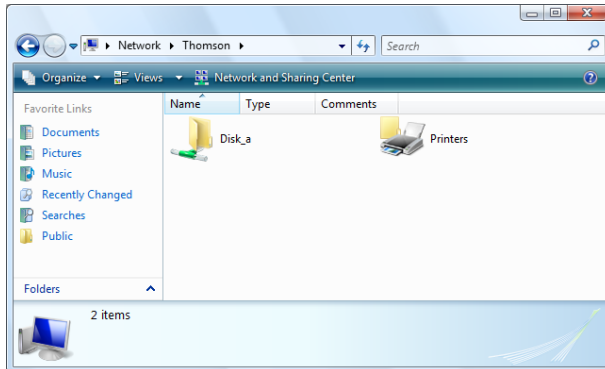 Network Thomson Search
Organize Views Network and Sharing Center
Favorite Links
Documents
Pictures
Music
Recently Changed
Searches
Public
Folders
Name Type Comments
Disk_a Printers
2 items